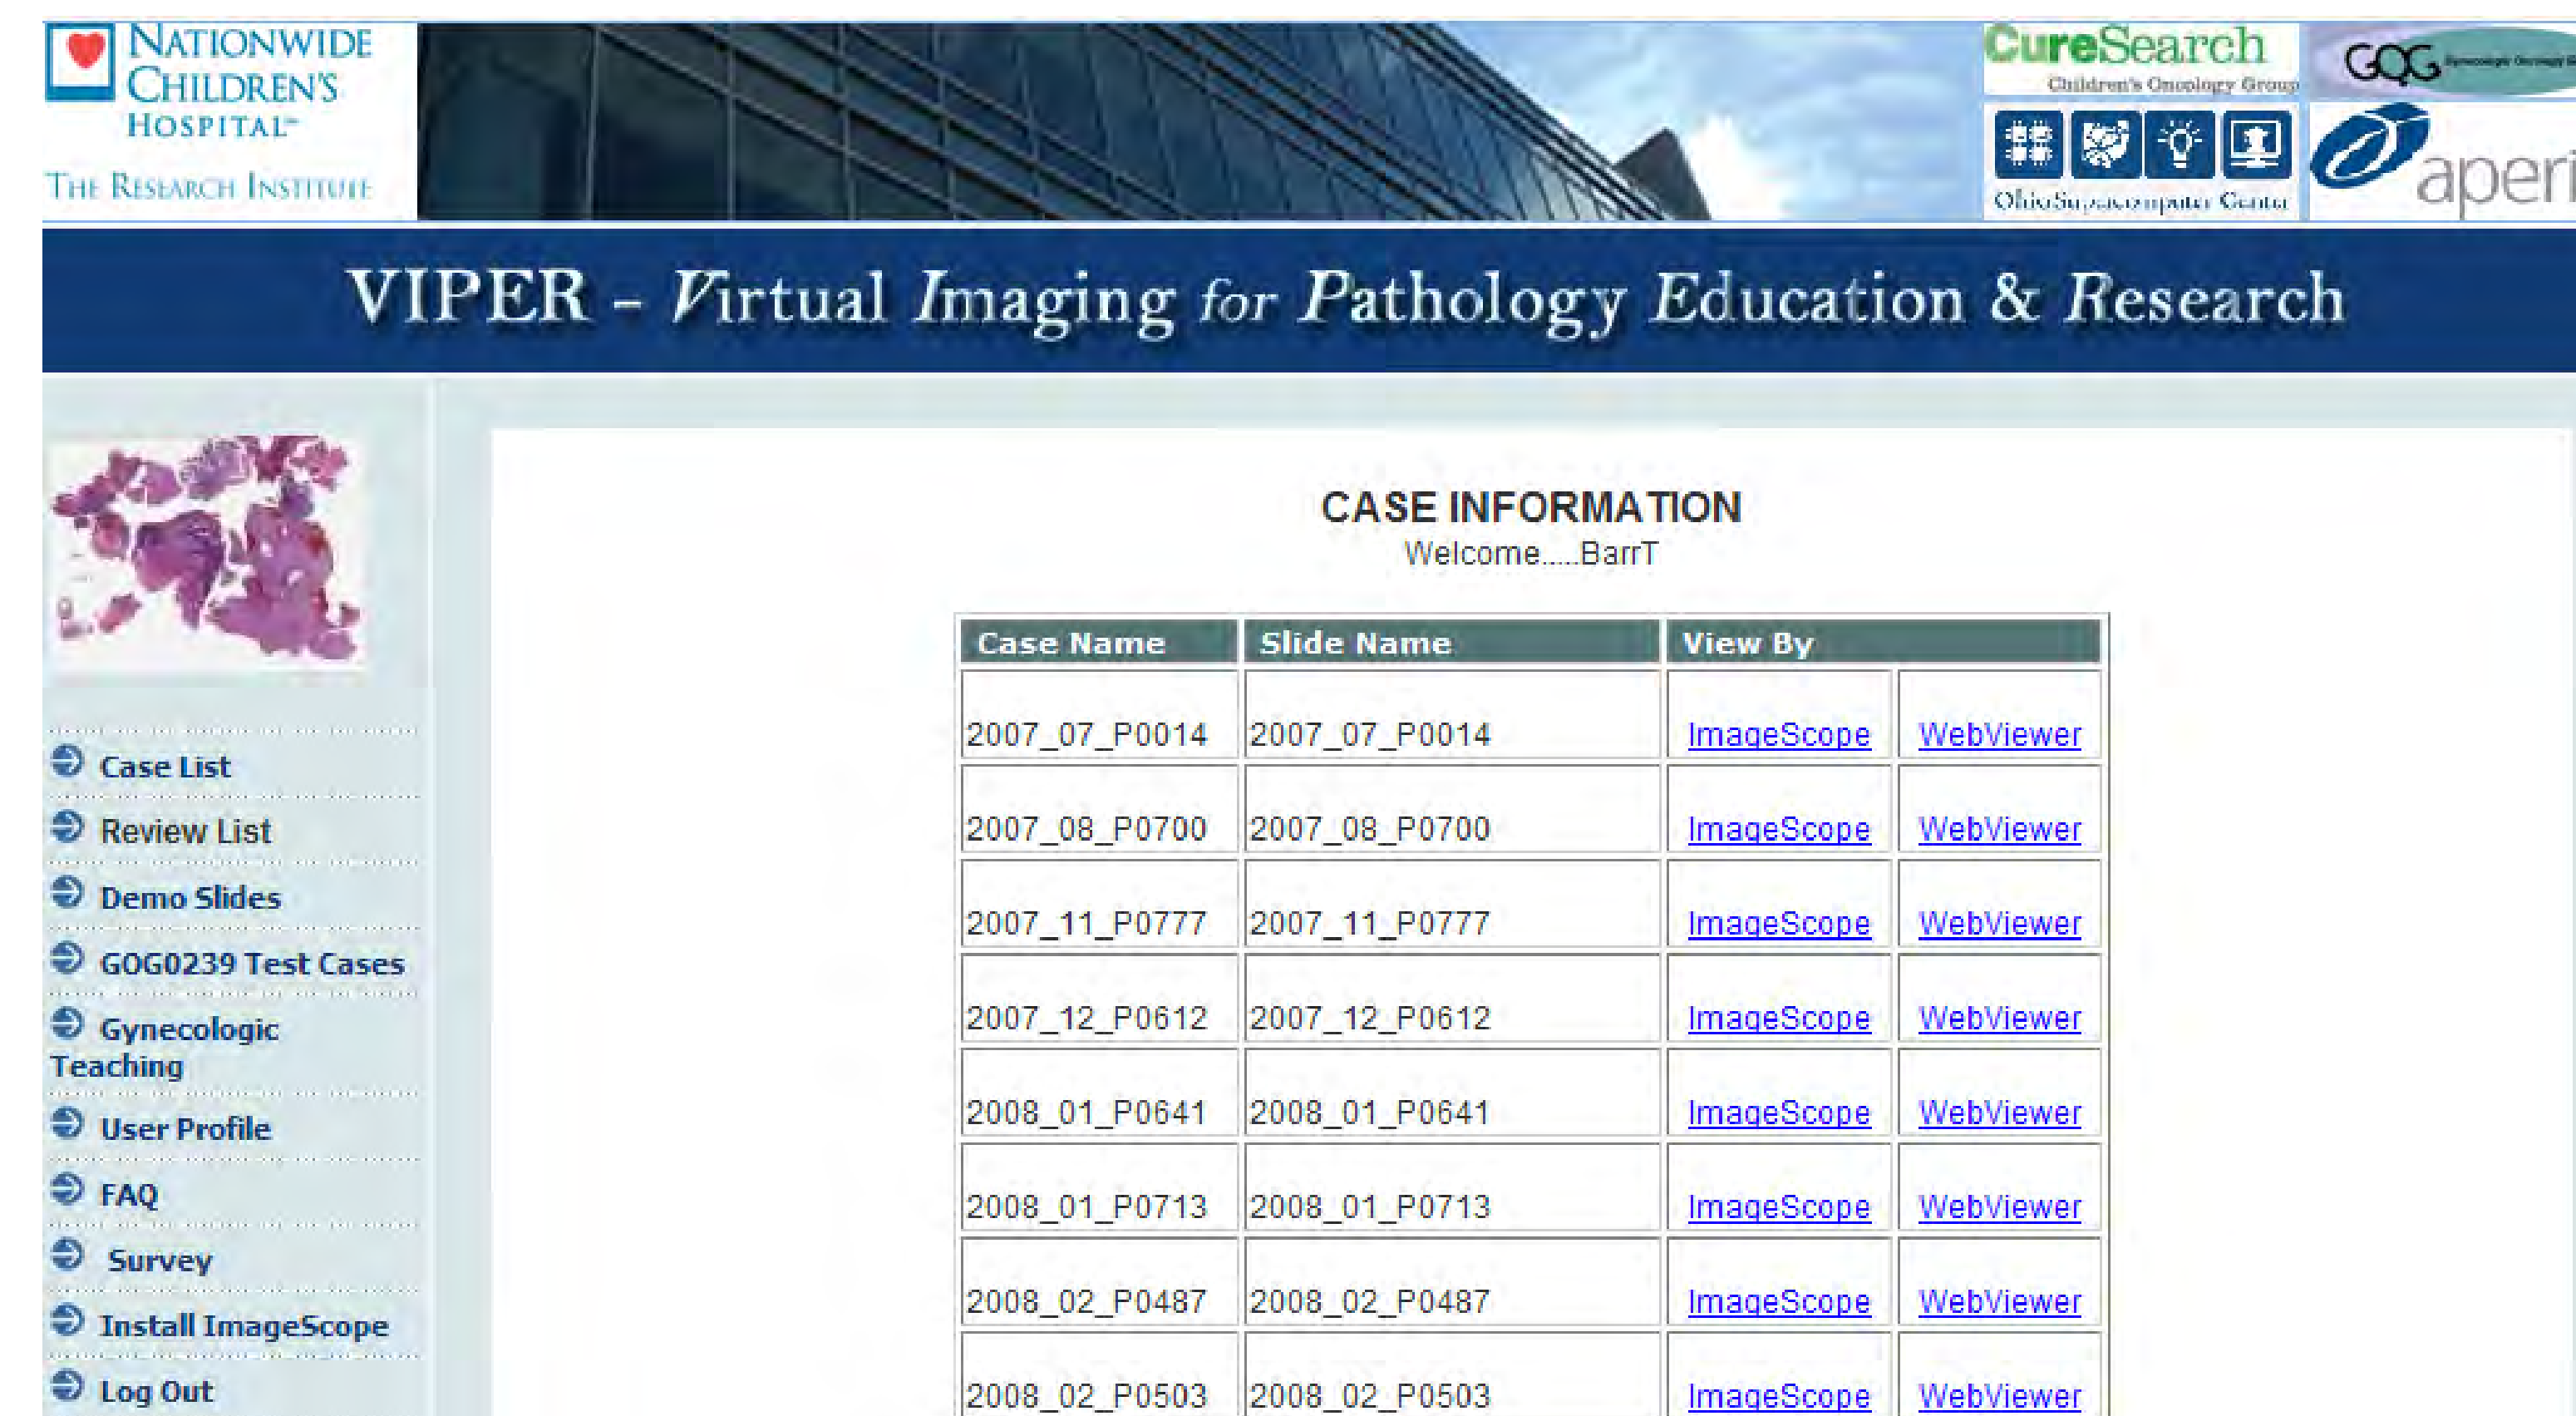 NATIONWIDE
CHILDREN'S
HOSPITAL
THE RESEARCH INSTITUTE
CureSearch
Children's Oncology Group
GOG
OhioSupercomputer Center
aperi
VIPER – Virtual Imaging for Pathology Education & Research
CASE INFORMATION
Welcome.....BarrT
Case List
Review List
Demo Slides
GOG0239 Test Cases
Gynecologic
Teaching
User Profile
FAQ
Survey
Install ImageScope
Log Out
Case Name Slide Name View By
2007_07_P0014 2007_07_P0014 ImageScope WebViewer
2007_08_P0700 2007_08_P0700 ImageScope WebViewer
2007_11_P0777 2007_11_P0777 ImageScope WebViewer
2007_12_P0612 2007_12_P0612 ImageScope WebViewer
2008_01_P0641 2008_01_P0641 ImageScope WebViewer
2008_01_P0713 2008_01_P0713 ImageScope WebViewer
2008_02_P0487 2008_02_P0487 ImageScope WebViewer
2008_02_P0503 2008_02_P0503 ImageScope WebViewer